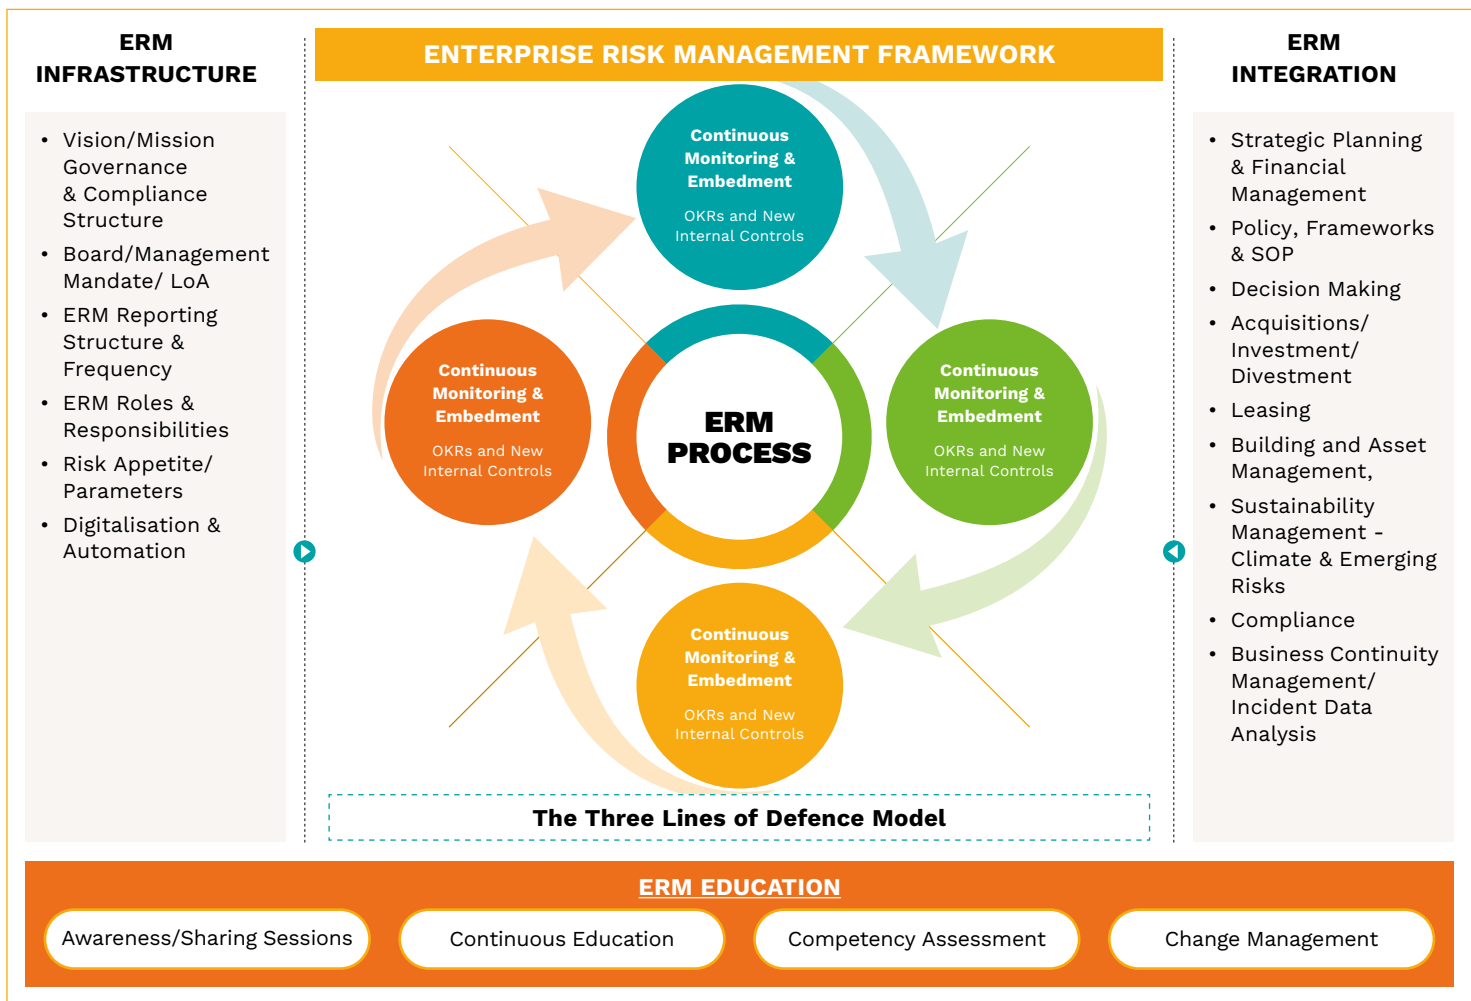 ERM
INFRASTRUCTURE
• Vision/Mission
Governance
& Compliance
Structure
• Board/Management
Mandate/ LoA
• ERM Reporting
Structure &
Frequency
• ERM Roles &
Responsibilities
• Risk Appetite/
Parameters
• Digitalisation &
Automation
ENTERPRISE RISK MANAGEMENT FRAMEWORK
Continuous
Monitoring &
Embedment
OKRs and New
Internal Controls
Continuous
Monitoring &
Embedment
OKRs and New
Internal Controls
ERM
PROCESS
Continuous
Monitoring &
Embedment
OKRs and New
Internal Controls
Continuous
Monitoring &
Embedment
OKRs and New
Internal Controls
The Three Lines of Defence Model
ERM
INTEGRATION
• Strategic Planning
& Financial
Management
• Policy, Frameworks
& SOP
• Decision Making
• Acquisitions/
Investment/
Divestment
• Leasing
• Building and Asset
Management,
• Sustainability
Management -
Climate & Emerging
Risks
• Compliance
• Business Continuity
Management/
Incident Data
Analysis
ERM EDUCATION
Awareness/Sharing Sessions
Continuous Education
Competency Assessment
Change Management